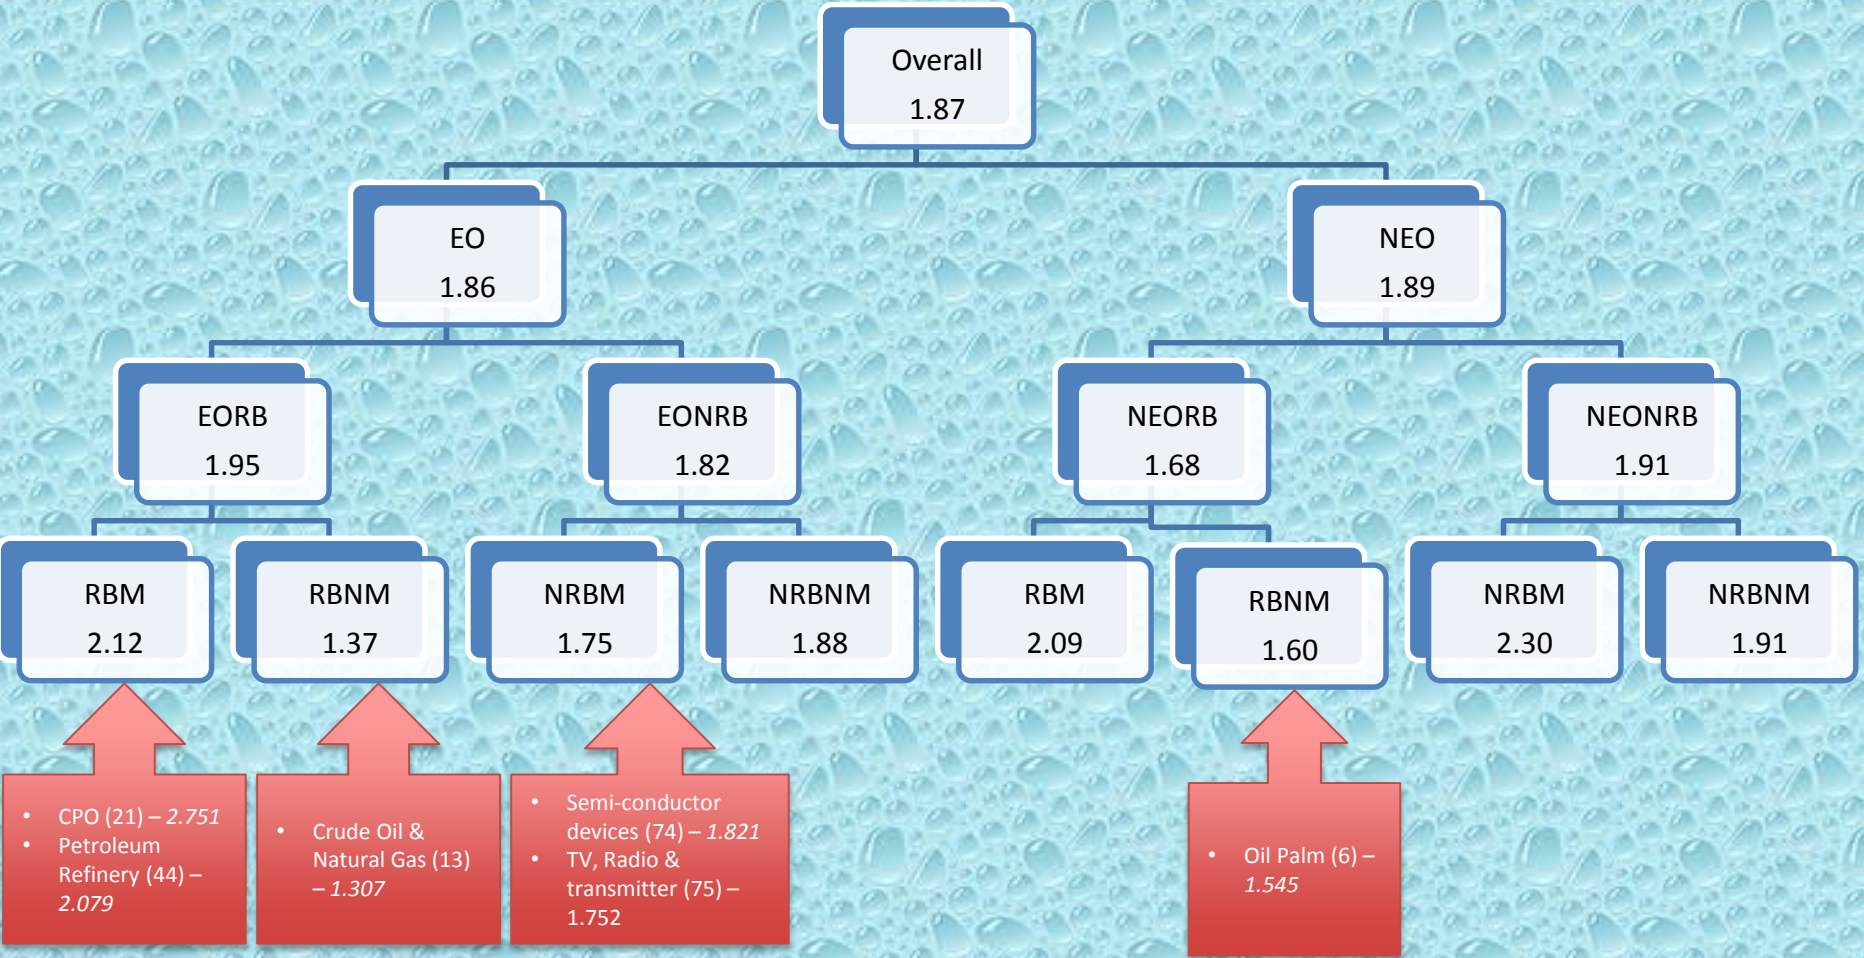 Overall
1.87
EO
1.86
NEO
1.89
EORB
1.95
EONRB
1.82
NEORB
1.68
NEONRB
1.91
RBM
2.12
RBNM
1.37
NRBM
1.75
NRBNM
1.88
RBM
2.09
RBNM
1.60
NRBM
2.30
NRBNM
1.91
• CPO (21) – 2.751
• Petroleum
Refinery (44) –
2.079
• Crude Oil &
Natural Gas (13)
– 1.307
• Semi-conductor
devices (74) – 1.821
• TV, Radio &
transmitter (75) –
1.752
• Oil Palm (6) –
1.545